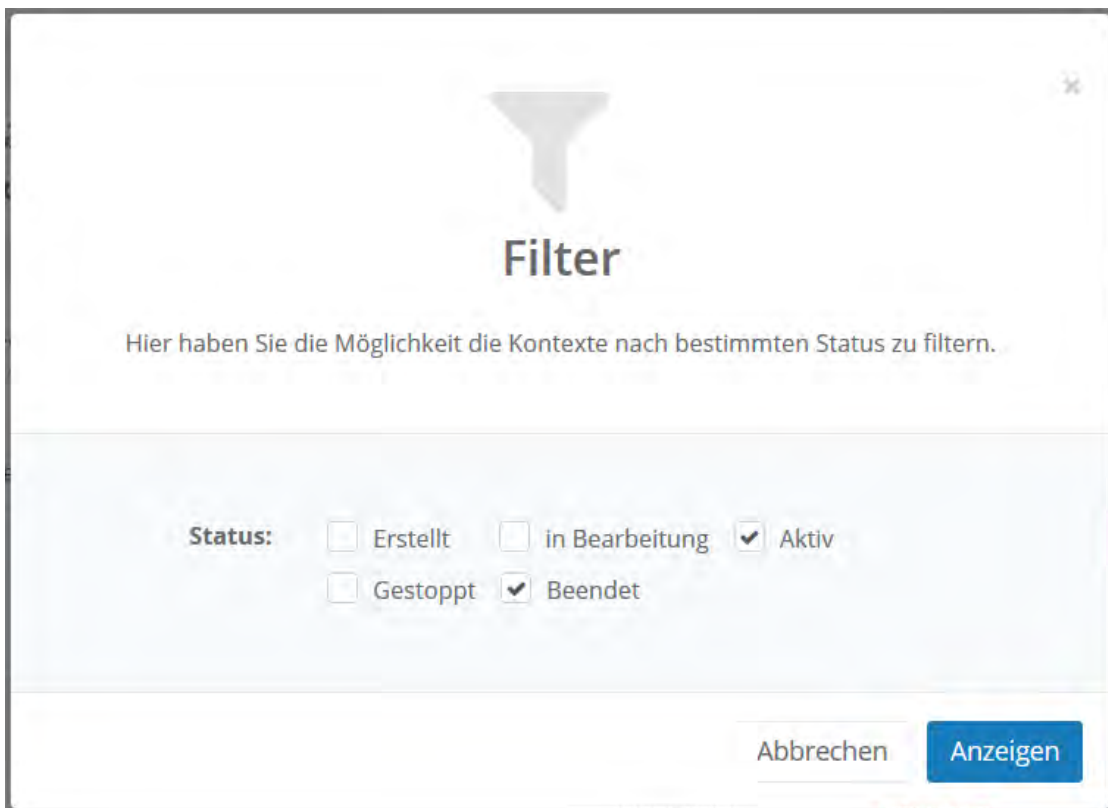 Filter
Hier haben Sie die Möglichkeit die Kontexte nach bestimmten Status zu filtern.
Status: Erstellt in Bearbeitung Aktiv
Gestoppt Beendet
Abbrechen Anzeigen